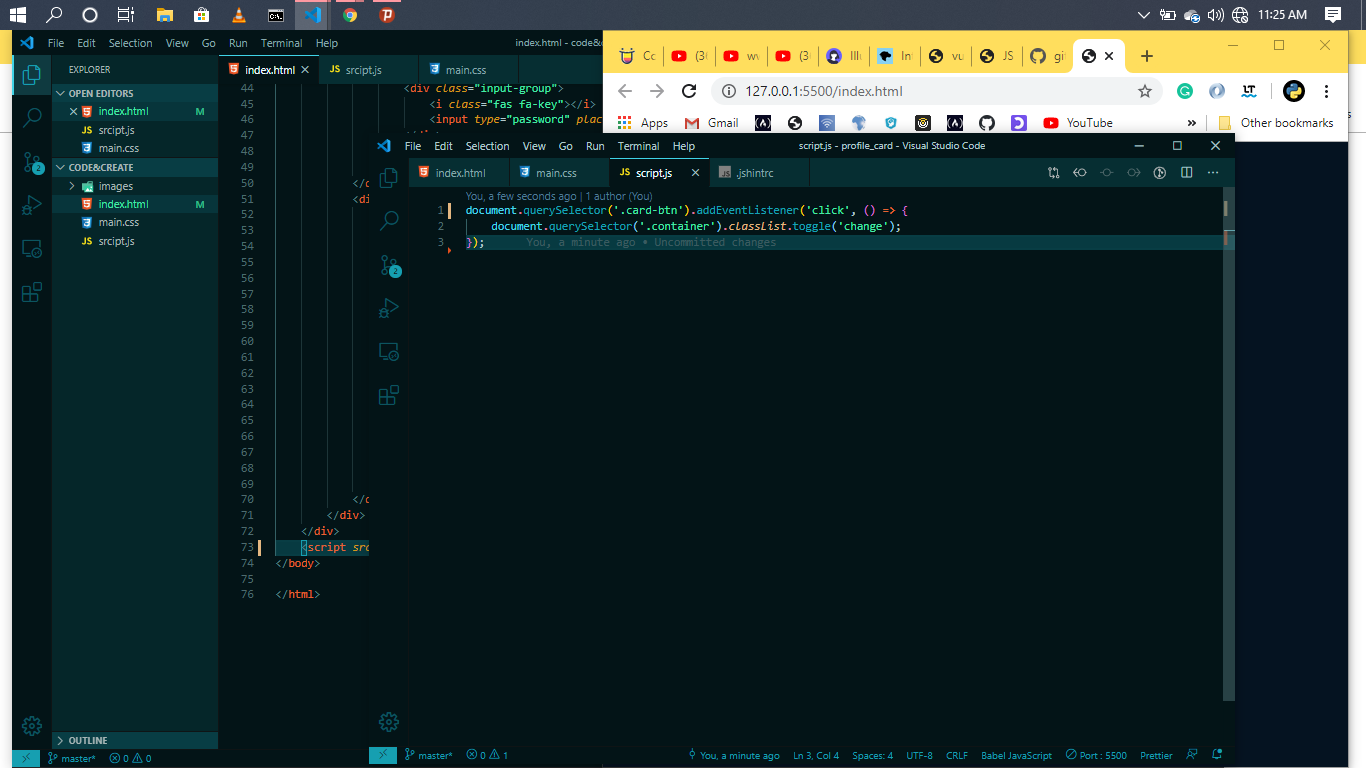 11:25 AM
File Edit Selection View Go Run Terminal Help
index.html - code&c
EXPLORER
OPEN EDITORS
index.html M
srcipt.js
main.css
CODE&CREATE
images
index.html M
main.css
srcipt.js
OUTLINE
master* 0 0
index.html
srcipt.js
main.css
44 <div class="input-group">
45 <i class="fas fa-key"></i>
46 <input type="password" plac
47
48
49
50 </d
51 <di
52
53
54
55
56
57
58
59
60
61
62
63
64
65
66
67
68
69
70 </d
71 </div>
72 </div>
73 <script src
74 </body>
75
76 </html>
Cc
(3(
wv
(3(
Illu
Int
vu
JS
gi
127.0.0.1:5500/index.html
Apps Gmail YouTube » Other bookmarks
File Edit Selection View Go Run Terminal Help
script.js - profile_card - Visual Studio Code
index.html
main.css
script.js
.jshintrc
You, a few seconds ago | 1 author (You)
1 document.querySelector('.card-btn').addEventListener('click', () => {
2 document.querySelector('.container').classList.toggle('change');
3 }); You, a minute ago • Uncommitted changes
master* 0 1
You, a minute ago Ln 3, Col 4 Spaces: 4 UTF-8 CRLF Babel JavaScript Port : 5500 Prettier